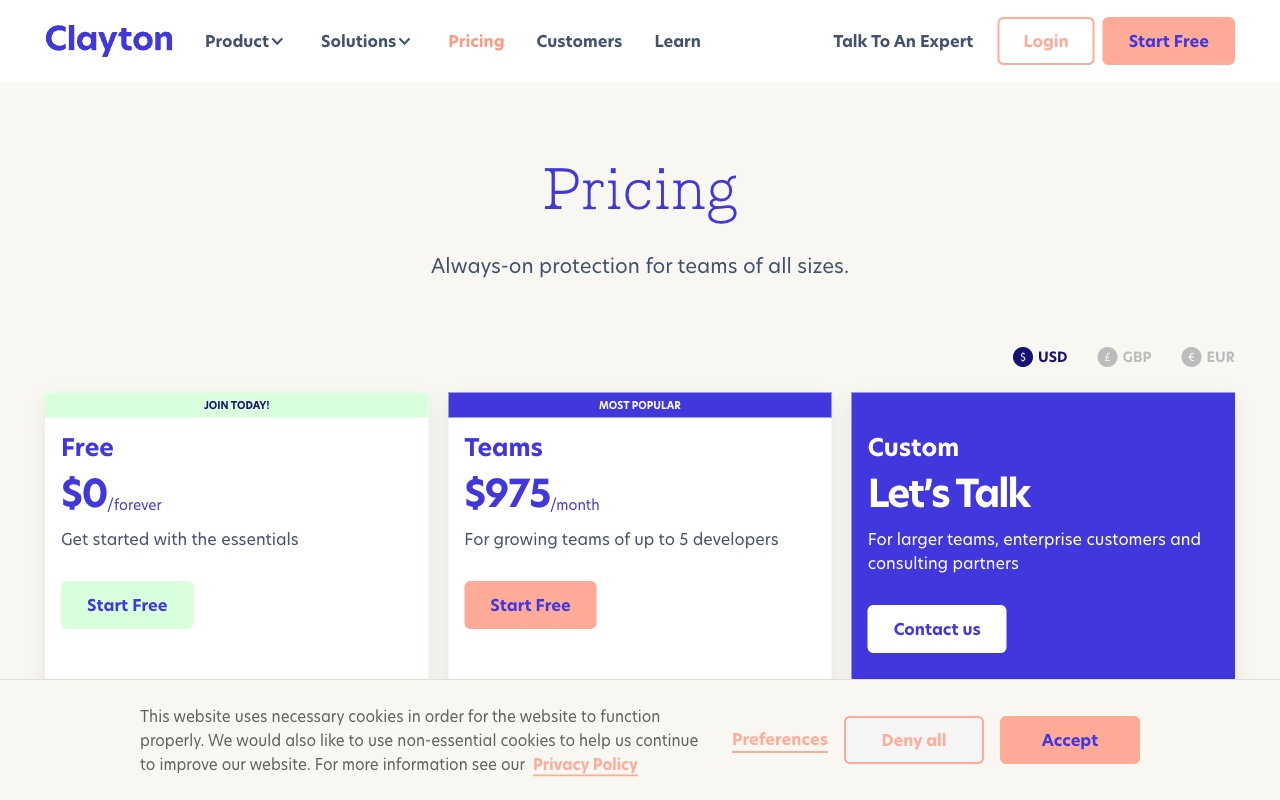 Clayton
Product
Solutions
Pricing
Customers
Learn
Talk To An Expert
Login
Start Free
Pricing
Always-on protection for teams of all sizes.
$ USD
£ GBP
€ EUR
JOIN TODAY!
Free
$0/forever
Get started with the essentials
Start Free
MOST POPULAR
Teams
$975/month
For growing teams of up to 5 developers
Start Free
Custom
Let's Talk
For larger teams, enterprise customers and
consulting partners
Contact us
This website uses necessary cookies in order for the website to function
properly. We would also like to use non-essential cookies to help us continue
to improve our website. For more information see our Privacy Policy
Preferences
Deny all
Accept